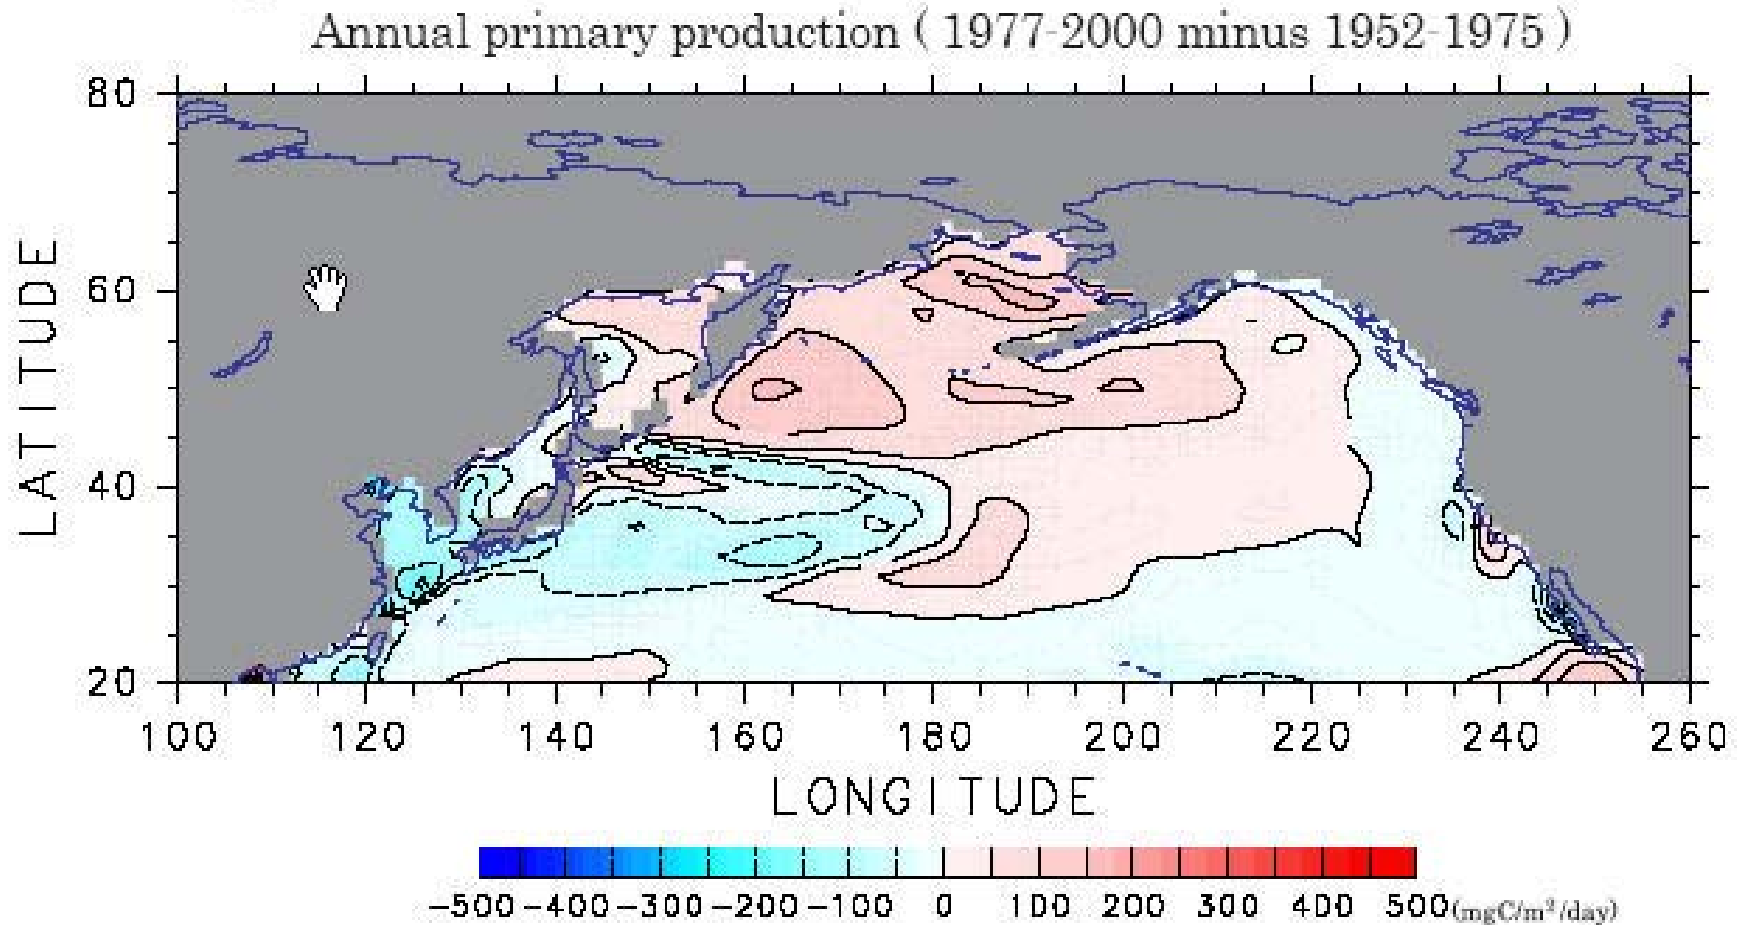 Annual primary production ( 1977-2000 minus 1952-1975 )
80
60
40
20
LATITUDE
100 120 140 160 180 200 220 240 260
LONGITUDE
-500 -400 -300 -200 -100 0 100 200 300 400 500 (mgC/m²/day)